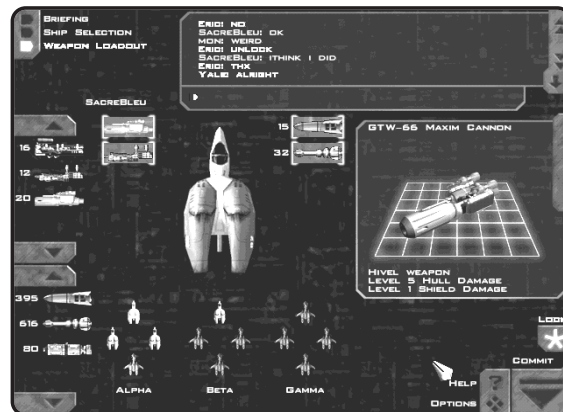 Briefing
Ship Selection
Weapon Loadout
Eric: no
SacreBleu: ok
mon: weird
Eric: unlock
SacreBleu: ithink i did
Eric: thx
Yale: alright
SacreBleu
15
32
16
12
20
GTW-66 Maxim Cannon
Hivel weapon
Level 5 Hull Damage
Level 1 Shield Damage
395
616
80
Alpha
Beta
Gamma
Lock
Commit
Help
Options